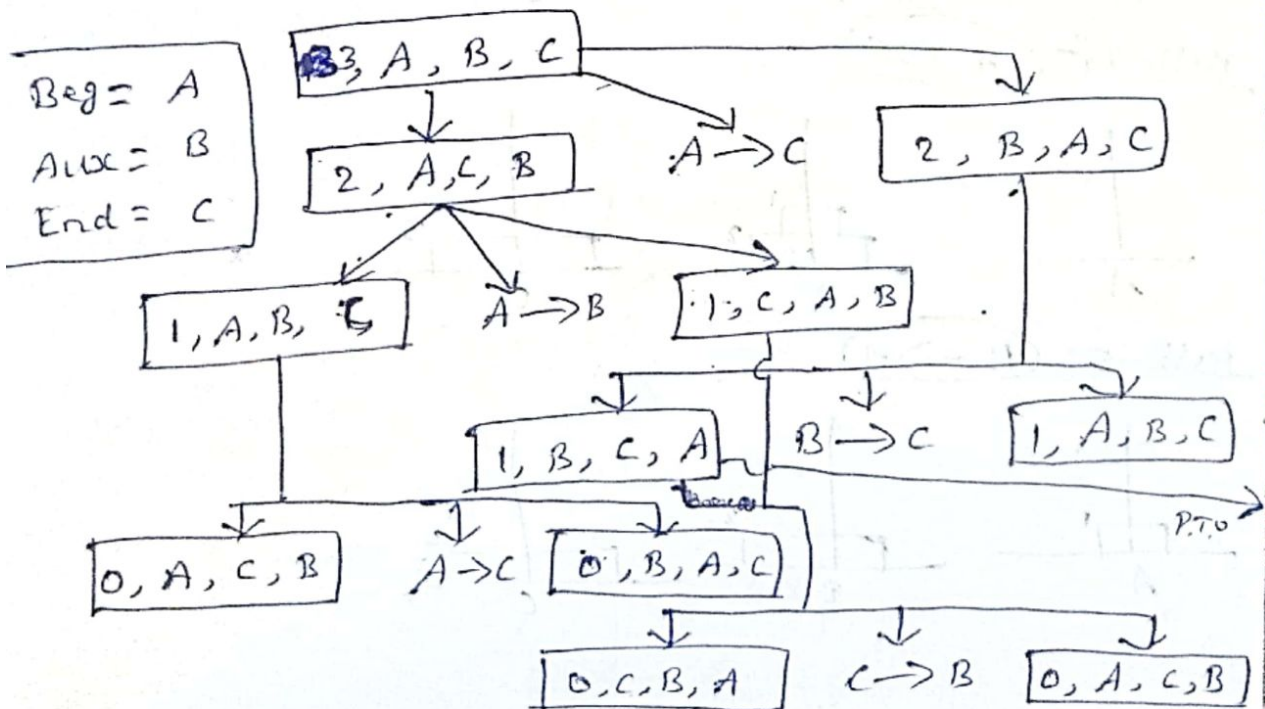 Beg = A
Aux = B
End = C
3, A, B, C
2, A, C, B
A → C
2, B, A, C
1, A, B, C
A → B
1, C, A, B
1, B, C, A
B → C
1, A, B, C
P.T.O
0, A, C, B
A → C
0, B, A, C
0, C, B, A
C → B
0, A, C, B